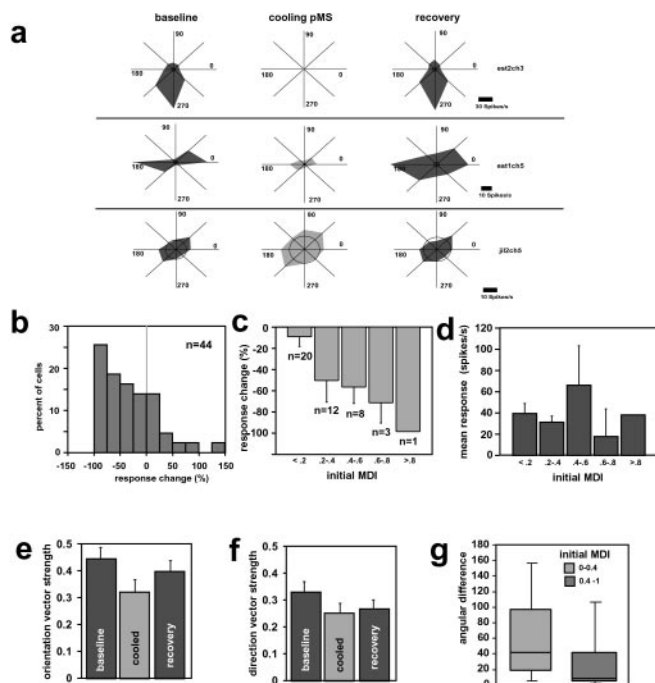 a
baseline cooling pMS recovery
90 90 90
180 0 0 180 0
270 270
est2ch3
30 Spikes/s
90 90 90
180 0 180 0 180 0
270 270 270
est1ch5
10 Spikes/s
90 90 90
180 0 180 0 180 0
270 270 270
jil2ch5
10 Spikes/s
b
n=44
percent of cells
30
20
10
0
-150 -100 -50 0 50 100 150
response change (%)
c
response change (%)
0
-20
-40
-60
-80
-100
n=20
n=12
n=8
n=3
n=1
<.2 .2-.4 .4-.6 .6-.8 >.8
initial MDI
d
mean response (spikes/s)
120
100
80
60
40
20
0
< .2 .2-.4 .4-.6 .6-.8 >.8
initial MDI
e
orientation vector strength
0.5
0.4
0.3
0.2
0.1
0
baseline
cooled
recovery
f
direction vector strength
0.5
0.4
0.3
0.2
0.1
0
baseline
cooled
recovery
g
angular difference
180
160
140
120
100
80
60
40
20
0
initial MDI
0-0.4
0.4 -1